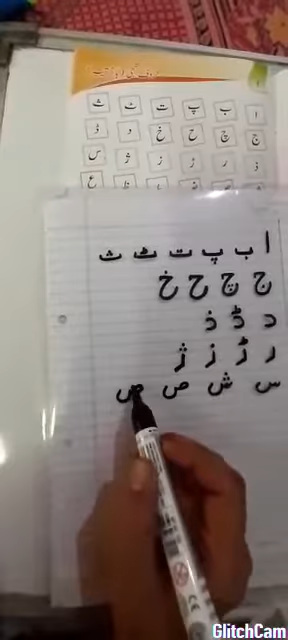 ا ب پ ت ٹ ث
ج چ ح خ
د ڈ ذ
ر ڑ ز ژ
س ش ص ض
ا ب پ ت ٹ ث
ج چ ح خ د ڈ
ذ ر ڑ ز ژ س
GlitchCam